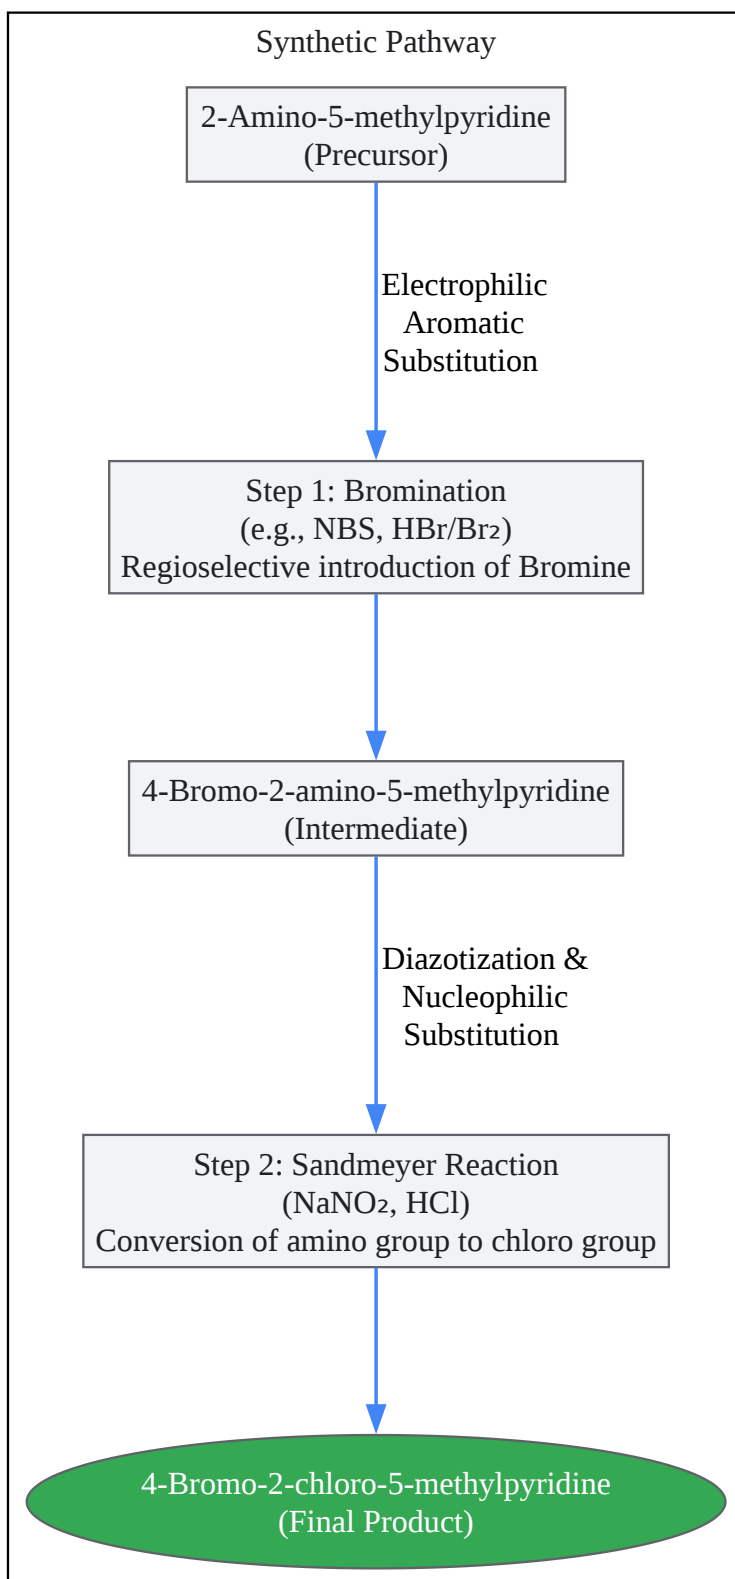 Synthetic Pathway
2-Amino-5-methylpyridine
(Precursor)
Electrophilic
Aromatic
Substitution
Step 1: Bromination
(e.g., NBS, HBr/Br₂)
Regioselective introduction of Bromine
4-Bromo-2-amino-5-methylpyridine
(Intermediate)
Diazotization &
Nucleophilic
Substitution
Step 2: Sandmeyer Reaction
(NaNO₂, HCl)
Conversion of amino group to chloro group
4-Bromo-2-chloro-5-methylpyridine
(Final Product)